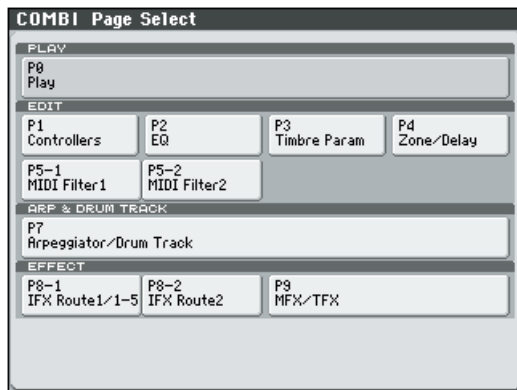 COMBI Page Select
PLAY
P0
Play
EDIT
P1
Controllers
P2
EQ
P3
Timbre Param
P4
Zone/Delay
P5-1
MIDI Filter1
P5-2
MIDI Filter2
ARP & DRUM TRACK
P7
Arpeggiator/Drum Track
EFFECT
P8-1
IFX Route1/1-5
P8-2
IFX Route2
P9
MFX/TFX